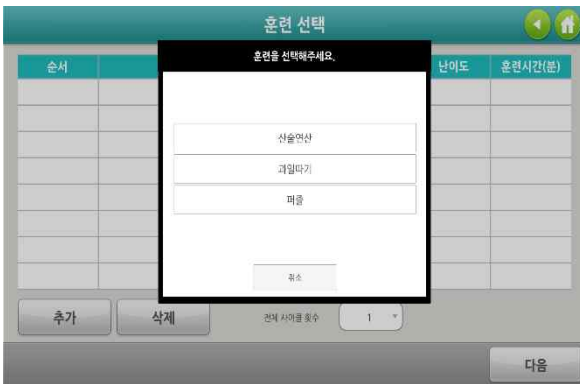 훈련 선택
훈련을 선택해주세요.
순서
난이도
훈련시간(분)
산술연산
과일따기
퍼즐
취소
추가
삭제
전체 사이클 횟수
1
다음